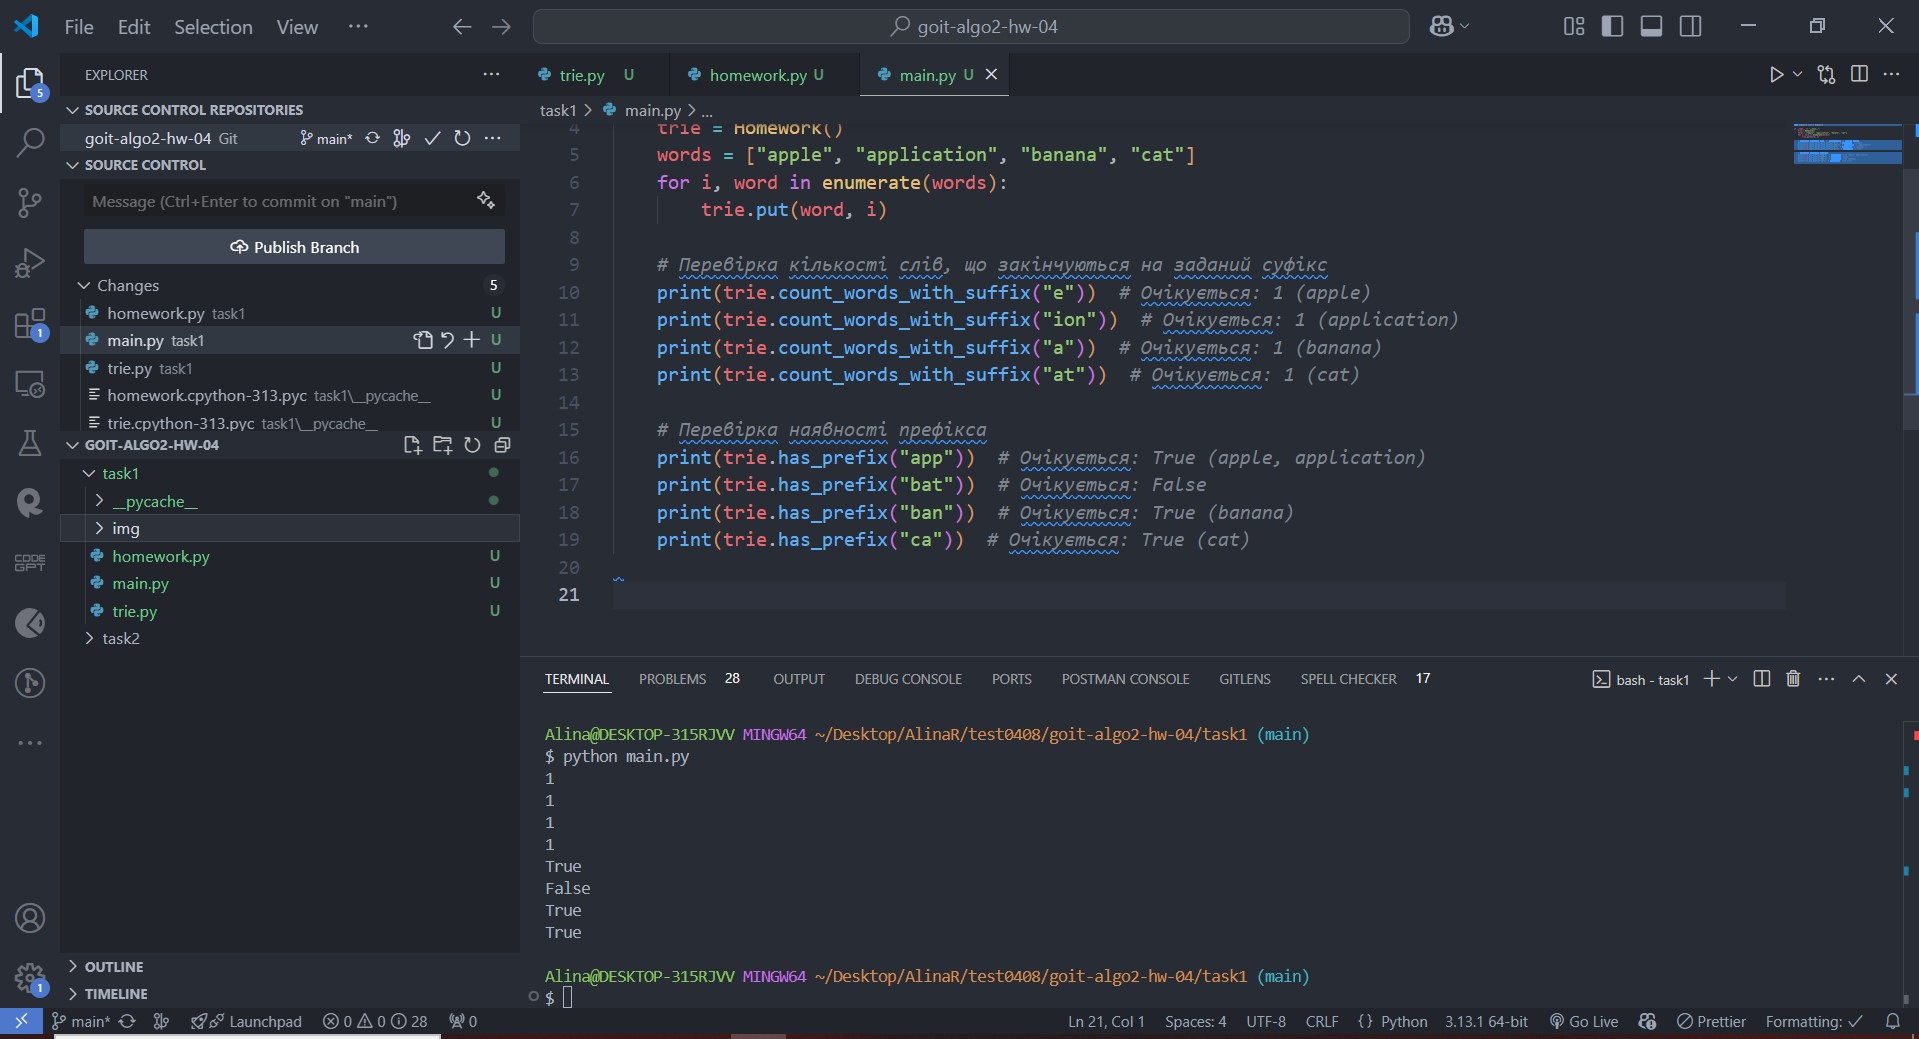 File Edit Selection View ··· goit-algo2-hw-04
EXPLORER ···
SOURCE CONTROL REPOSITORIES
goit-algo2-hw-04 Git main*
SOURCE CONTROL
Message (Ctrl+Enter to commit on "main")
Publish Branch
Changes 5
homework.py task1 U
main.py task1 U
trie.py task1 U
homework.cpython-313.pyc task1\__pycache__ U
trie.cpython-313.pyc task1\__pycache__ U
GOIT-ALGO2-HW-04
task1
__pycache__
img
homework.py U
main.py U
trie.py U
task2
OUTLINE
TIMELINE
5
1
CODE GPT
1
trie.py U homework.py U main.py U
task1 > main.py > ...
4 trie = Homework()
5 words = ["apple", "application", "banana", "cat"]
6 for i, word in enumerate(words):
7 trie.put(word, i)
8
9 # Перевірка кількості слів, що закінчуються на заданий суфікс
10 print(trie.count_words_with_suffix("e")) # Очікується: 1 (apple)
11 print(trie.count_words_with_suffix("ion")) # Очікується: 1 (application)
12 print(trie.count_words_with_suffix("a")) # Очікується: 1 (banana)
13 print(trie.count_words_with_suffix("at")) # Очікується: 1 (cat)
14
15 # Перевірка наявності префікса
16 print(trie.has_prefix("app")) # Очікується: True (apple, application)
17 print(trie.has_prefix("bat")) # Очікується: False
18 print(trie.has_prefix("ban")) # Очікується: True (banana)
19 print(trie.has_prefix("ca")) # Очікується: True (cat)
20
21
TERMINAL PROBLEMS 28 OUTPUT DEBUG CONSOLE PORTS POSTMAN CONSOLE GITLENS SPELL CHECKER 17 bash - task1
Alina@DESKTOP-315RJVV MINGW64 ~/Desktop/AlinaR/test0408/goit-algo2-hw-04/task1 (main)
$ python main.py
1
1
1
1
True
False
True
True
Alina@DESKTOP-315RJVV MINGW64 ~/Desktop/AlinaR/test0408/goit-algo2-hw-04/task1 (main)
$
main* Launchpad 0 0 28 0 Ln 21, Col 1 Spaces: 4 UTF-8 CRLF {} Python 3.13.1 64-bit Go Live Prettier Formatting: ✓